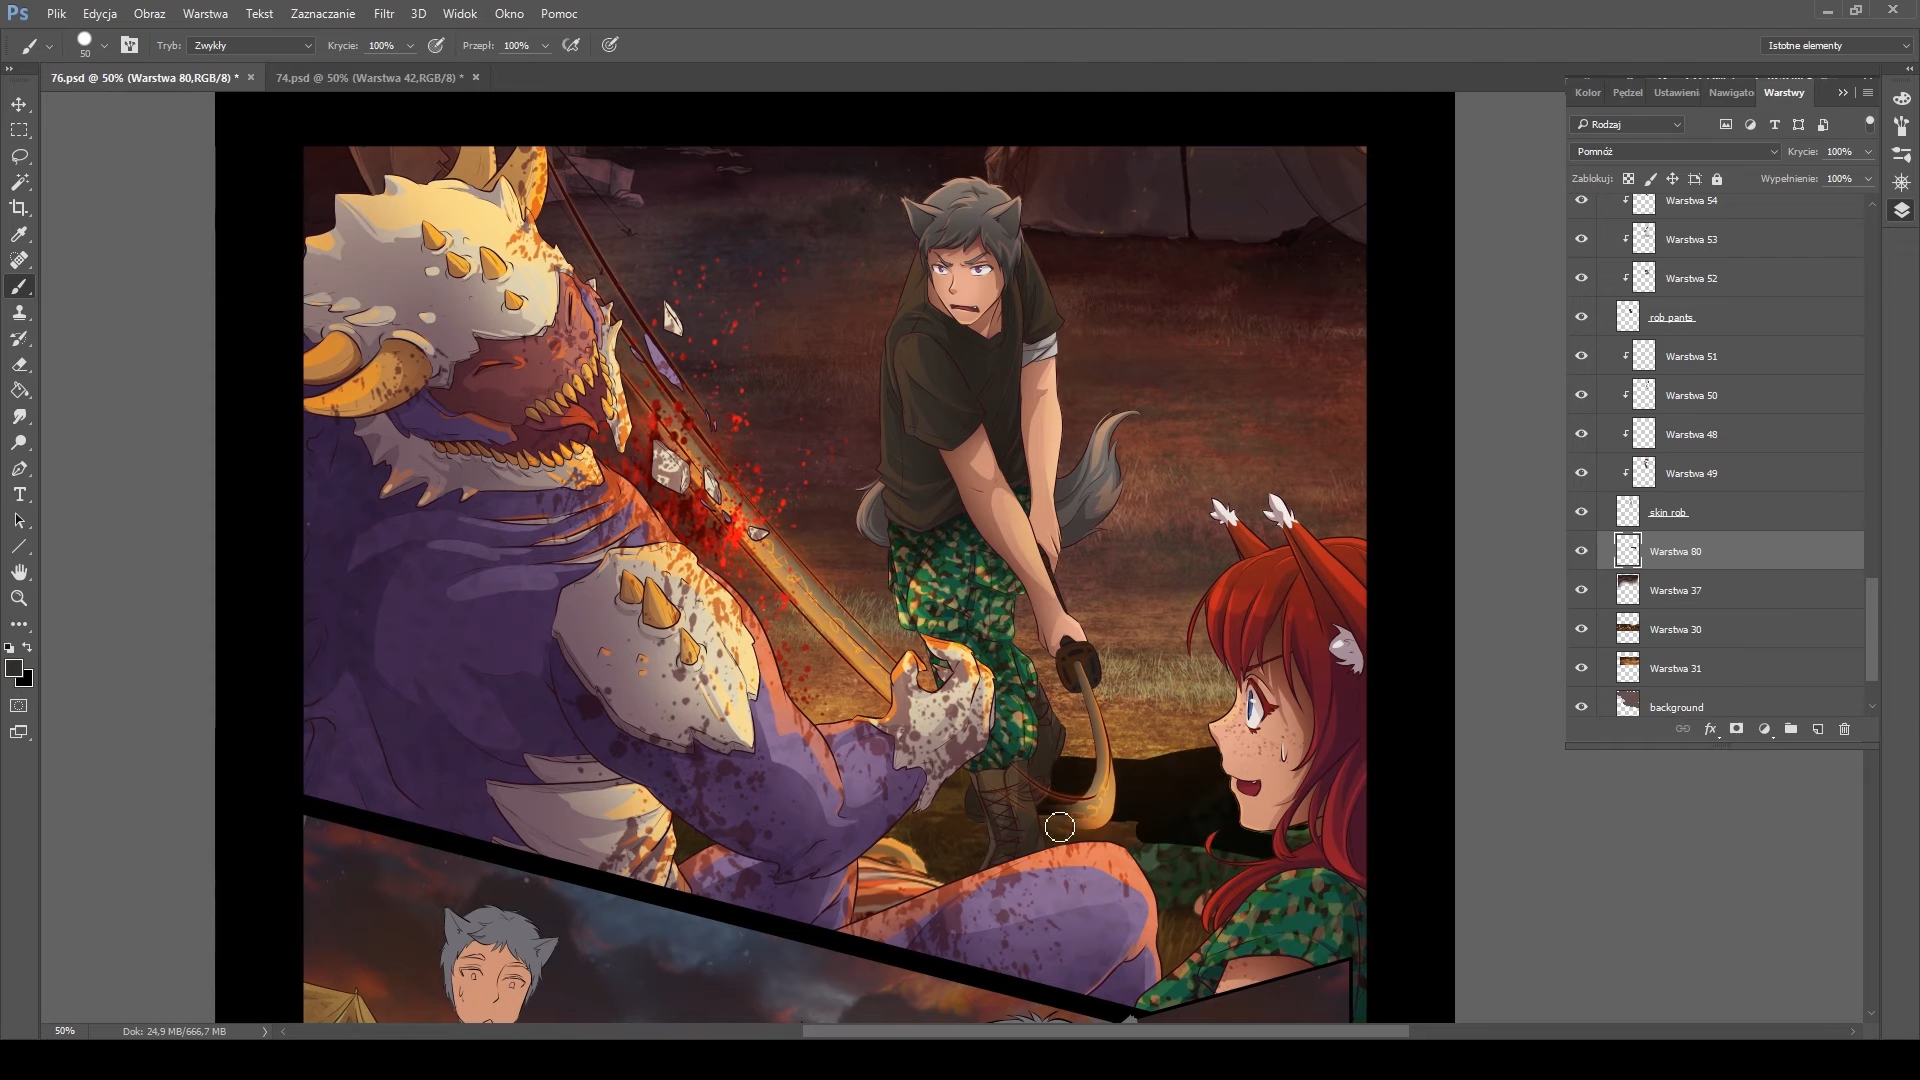 Ps Plik Edycja Obraz Warstwa Tekst Zaznaczanie Filtr 3D Widok Okno Pomoc
50 Tryb: Zwykły Krycie: 100% Przepł: 100% Istotne elementy
76.psd @ 50% (Warstwa 80,RGB/8) * × 74.psd @ 50% (Warstwa 42,RGB/8) * ×
Kolor Pędzel Ustawieni Nawigato Warstwy
Rodzaj
Pomnóż Krycie: 100%
Zablokuj: Wypełnienie: 100%
Warstwa 54
Warstwa 53
Warstwa 52
rob pants
Warstwa 51
Warstwa 50
Warstwa 48
Warstwa 49
skin rob
Warstwa 80
Warstwa 37
Warstwa 30
Warstwa 31
background
fx
50% Dok: 24,9 MB/666,7 MB